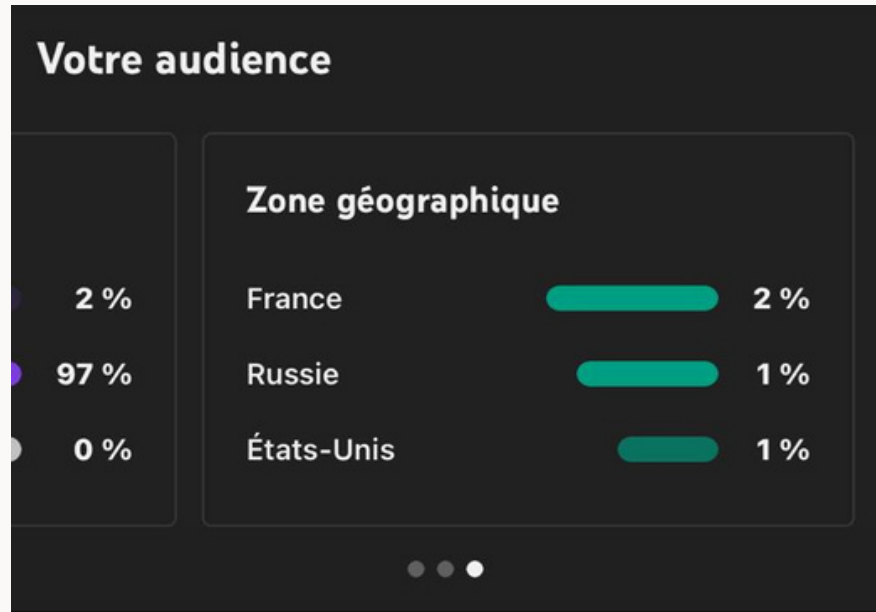 Votre audience
Zone géographique
2 %
France
2 %
97 %
Russie
1 %
0 %
États-Unis
1 %